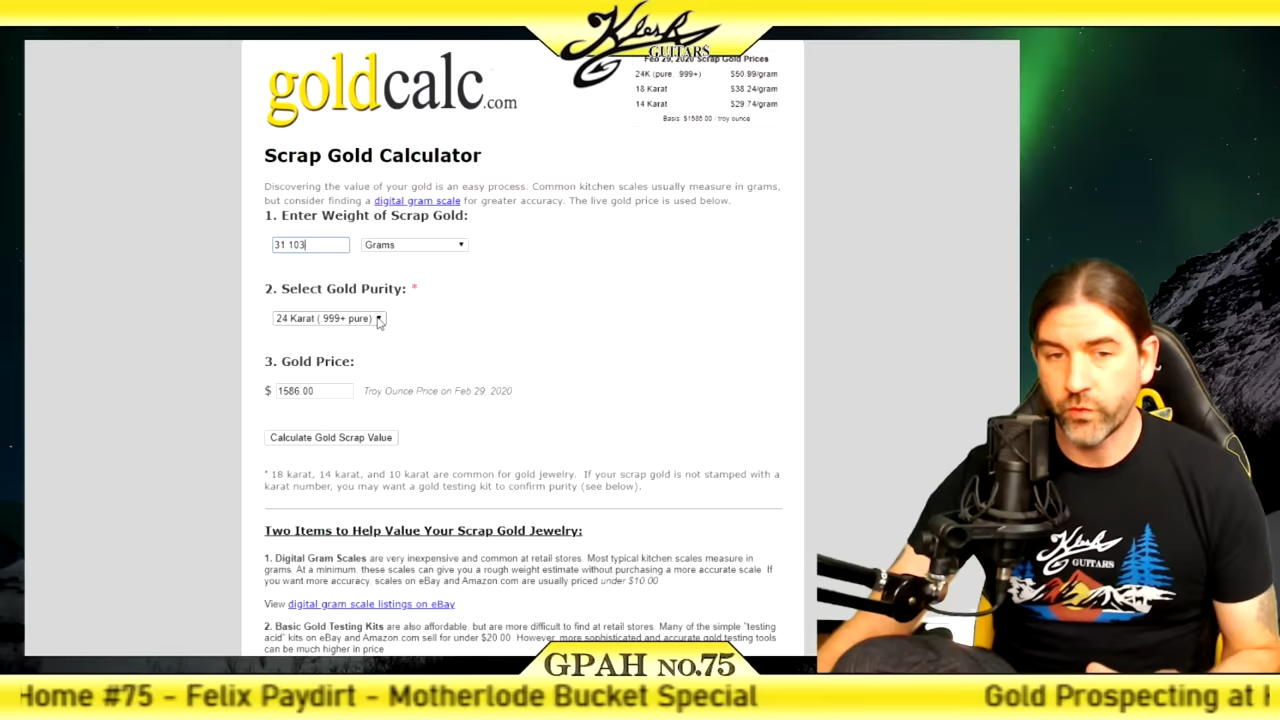 Klesh
GUITARS
goldcalc.com
Feb 29, 2020 Scrap Gold Prices
24K (pure, .999+) $50.99/gram
18 Karat $38.24/gram
14 Karat $29.74/gram
Basis: $1586.00 / troy ounce
Scrap Gold Calculator
Discovering the value of your gold is an easy process. Common kitchen scales usually measure in grams,
but consider finding a digital gram scale for greater accuracy. The live gold price is used below.
1. Enter Weight of Scrap Gold:
31.103 Grams
2. Select Gold Purity: *
24 Karat (.999+ pure)
3. Gold Price:
$ 1586.00 Troy Ounce Price on Feb 29, 2020
Calculate Gold Scrap Value
* 18 karat, 14 karat, and 10 karat are common for gold jewelry. If your scrap gold is not stamped with a
karat number, you may want a gold testing kit to confirm purity (see below).
Two Items to Help Value Your Scrap Gold Jewelry:
1. Digital Gram Scales are very inexpensive and common at retail stores. Most typical kitchen scales measure in
grams. At a minimum, these scales can give you a rough weight estimate without purchasing a more accurate scale. If
you want more accuracy, scales on eBay and Amazon.com are usually priced under $10.00
View digital gram scale listings on eBay
2. Basic Gold Testing Kits are also affordable, but are more difficult to find at retail stores. Many of the simple "testing
acid" kits on eBay and Amazon.com sell for under $20.00. However, more sophisticated and accurate gold testing tools
can be much higher in price
Klesh
GUITARS
GPAH no.75
Home #75 - Felix Paydirt - Motherlode Bucket Special Gold Prospecting at H